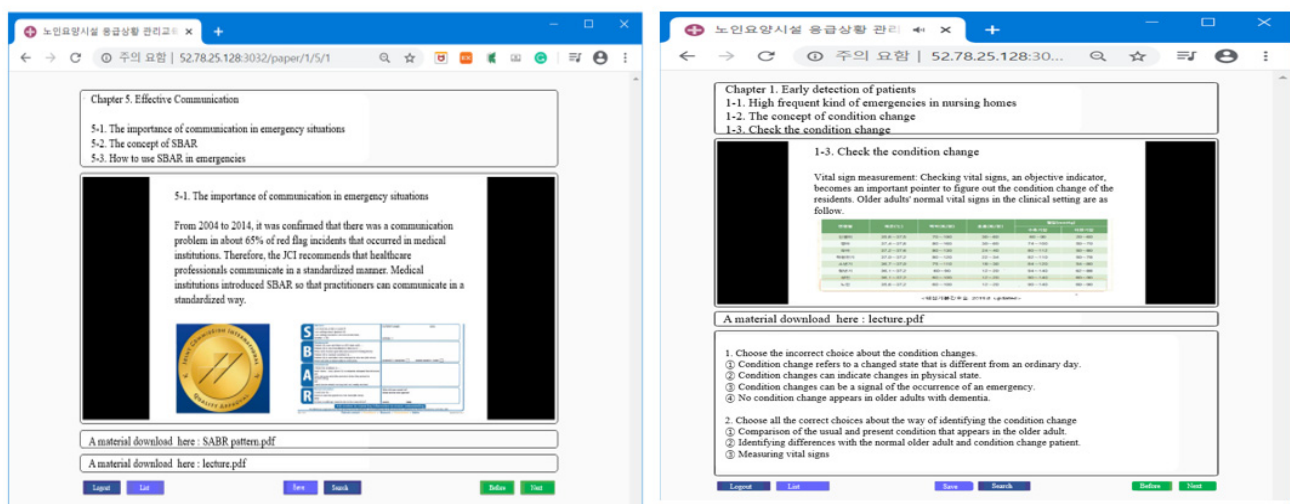 노인요양시설 응급상황 관리교
주의 요함 | 52.78.25.128:3032/paper/1/5/1
Chapter 5. Effective Communication
5-1. The importance of communication in emergency situations
5-2. The concept of SBAR
5-3. How to use SBAR in emergencies
5-1. The importance of communication in emergency situations
From 2004 to 2014, it was confirmed that there was a communication
problem in about 65% of red flag incidents that occurred in medical
institutions. Therefore, the JCI recommends that healthcare
professionals communicate in a standardized manner. Medical
institutions introduced SBAR so that practitioners can communicate in a
standardized way.
JOINT COMMISSION INTERNATIONAL
QUALITY APPROVAL
S
B
A
R
A material download here : SABR pattern.pdf
A material download here : lecture.pdf
Logout List Save Search Before Next
노인요양시설 응급상황 관리
주의 요함 | 52.78.25.128:30...
Chapter 1. Early detection of patients
1-1. High frequent kind of emergencies in nursing homes
1-2. The concept of condition change
1-3. Check the condition change
1-3. Check the condition change
Vital sign measurement: Checking vital signs, an objective indicator,
becomes an important pointer to figure out the condition change of the
residents. Older adults' normal vital signs in the clinical setting are as
follow.
A material download here : lecture.pdf
1. Choose the incorrect choice about the condition changes.
① Condition change refers to a changed state that is different from an ordinary day.
② Condition changes can indicate changes in physical state.
③ Condition changes can be a signal of the occurrence of an emergency.
④ No condition change appears in older adults with dementia.
2. Choose all the correct choices about the way of identifying the condition change
① Comparison of the usual and present condition that appears in the older adult.
② Identifying differences with the normal older adult and condition change patient.
③ Measuring vital signs
Logout List Save Search Before Next